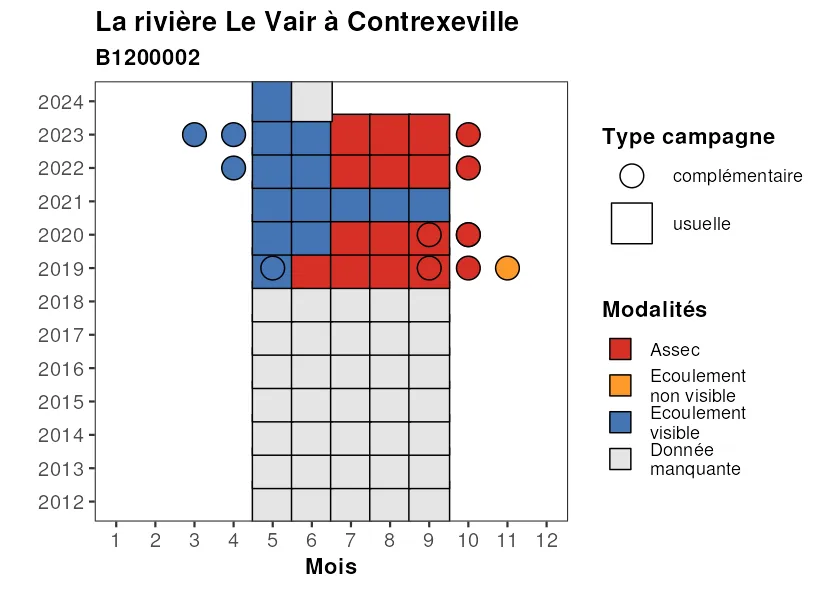 La rivière Le Vair à Contrexeville
B1200002
2024
2023
2022
2021
2020
2019
2018
2017
2016
2015
2014
2013
2012
1 2 3 4 5 6 7 8 9 10 11 12
Mois
Type campagne
complémentaire
usuelle
Modalités
Assec
Ecoulement
non visible
Ecoulement
visible
Donnée
manquante